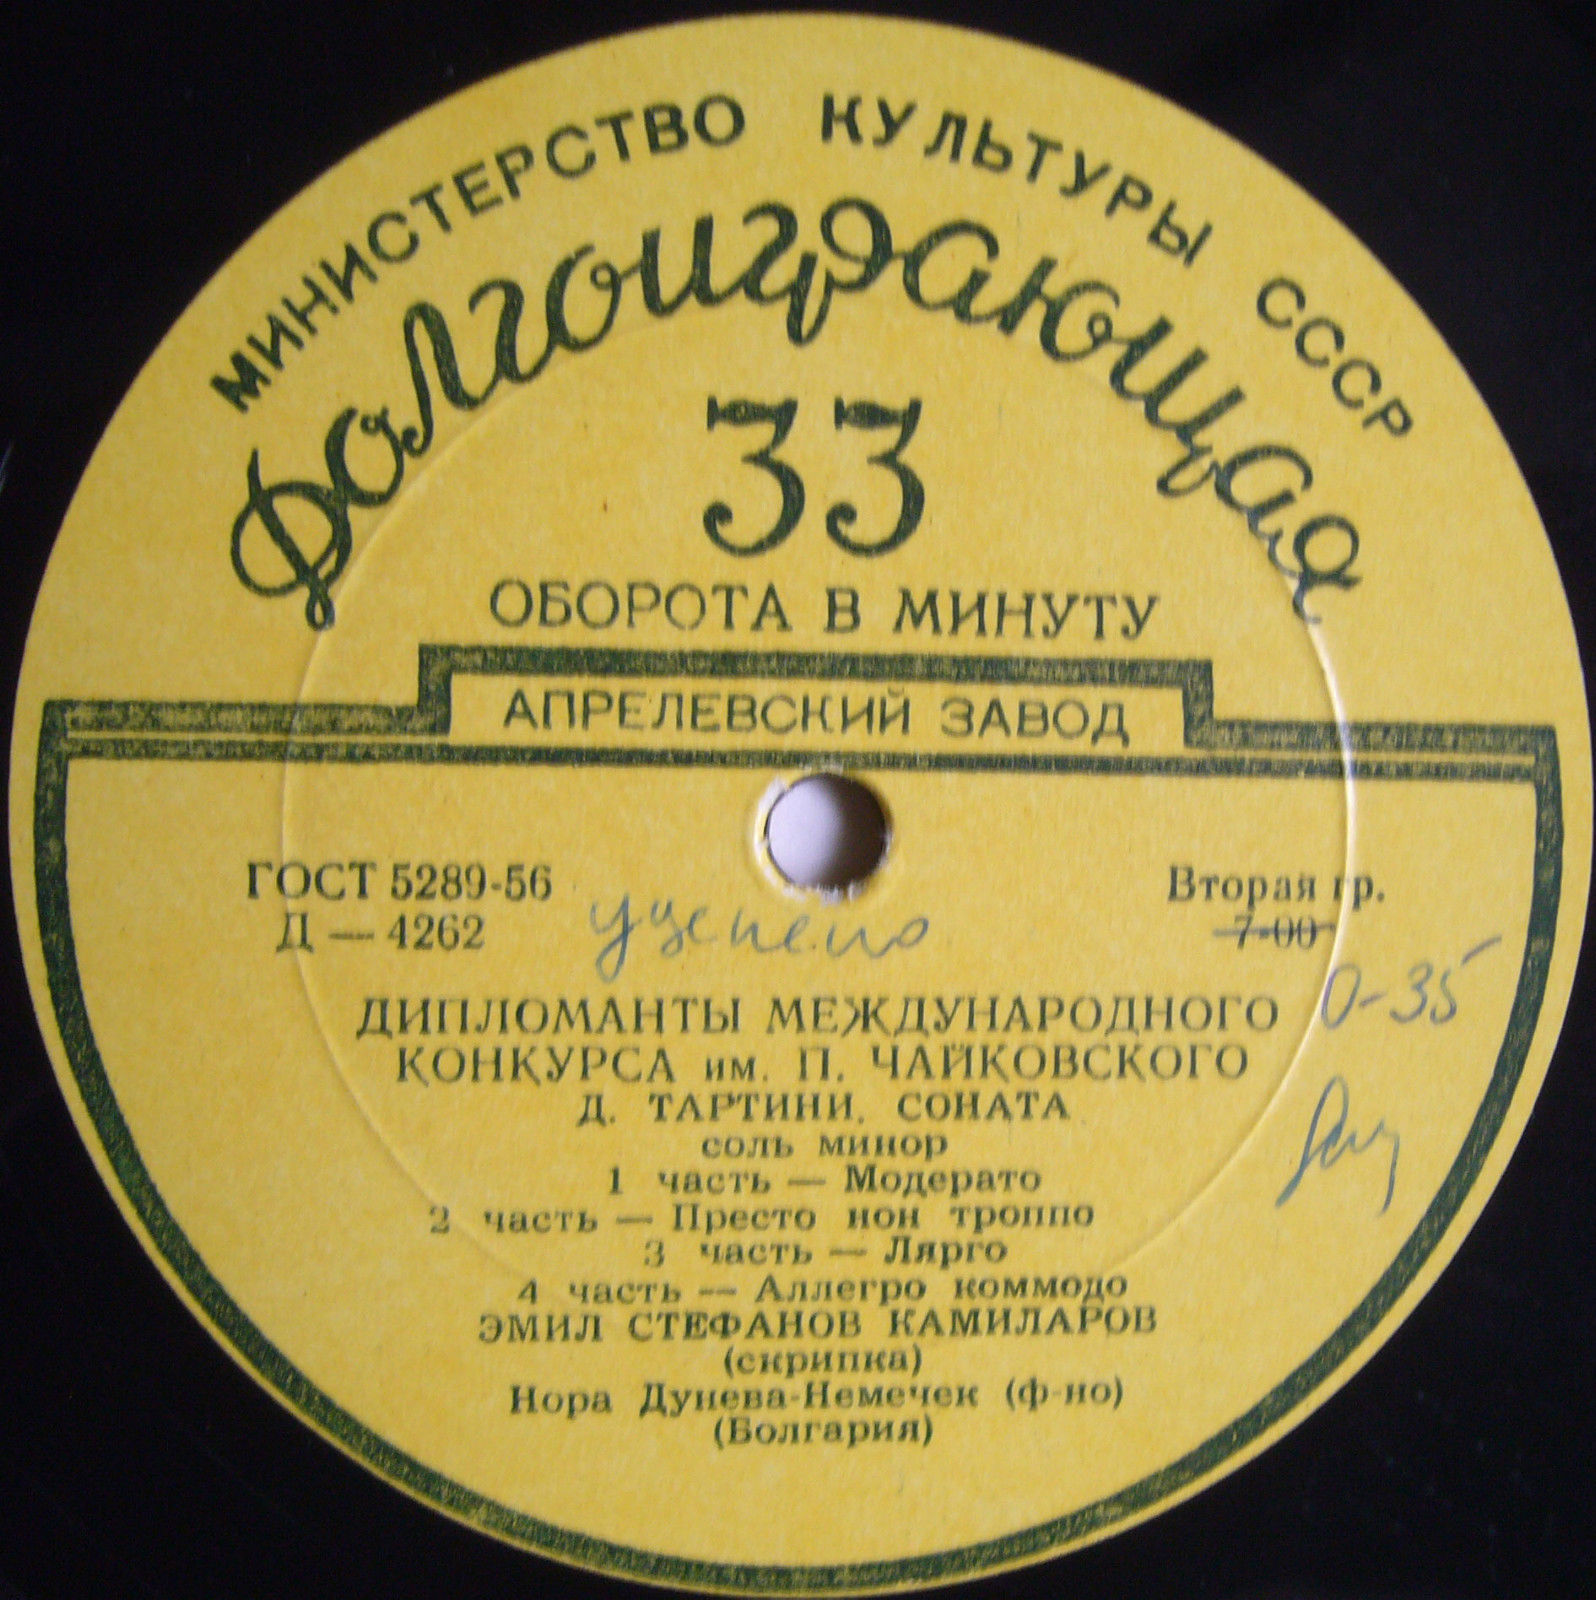 МИНИСТЕРСТВО КУЛЬТУРЫ СССР
Долгоиграющая
33
ОБОРОТА В МИНУТУ
АПРЕЛЕВСКИЙ ЗАВОД
ГОСТ 5289-56
Вторая гр.
Д — 4262
уценено
7-00
0-35
ДИПЛОМАНТЫ МЕЖДУНАРОДНОГО
КОНКУРСА им. П. ЧАЙКОВСКОГО
Д. ТАРТИНИ. СОНАТА
соль минор
1 часть — Модерато
2 часть — Престо нон троппо
3 часть — Лярго
4 часть — Аллегро коммодо
ЭМИЛ СТЕФАНОВ КАМИЛАРОВ
(скрипка)
Нора Дунева-Немечек (ф-но)
(Болгария)